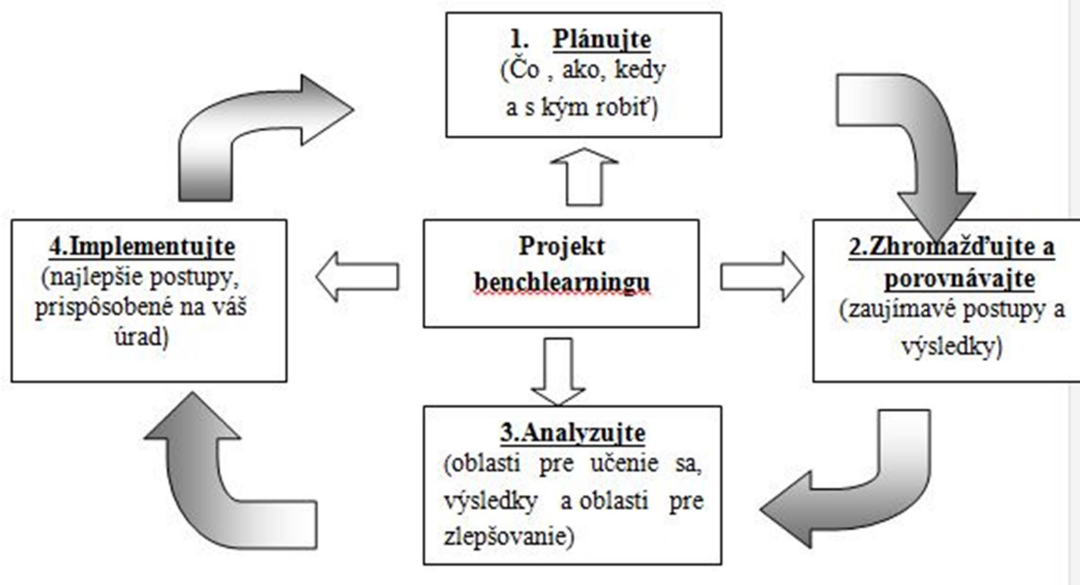 1. Plánujte
(Čo , ako, kedy
a s kým robiť)
4.Implementujte
(najlepšie postupy,
prispôsobené na váš
úrad)
Projekt
benchlearningu
2.Zhromažďujte a
porovnávajte
(zaujímavé postupy a
výsledky)
3.Analyzujte
(oblasti pre učenie sa,
výsledky a oblasti pre
zlepšovanie)